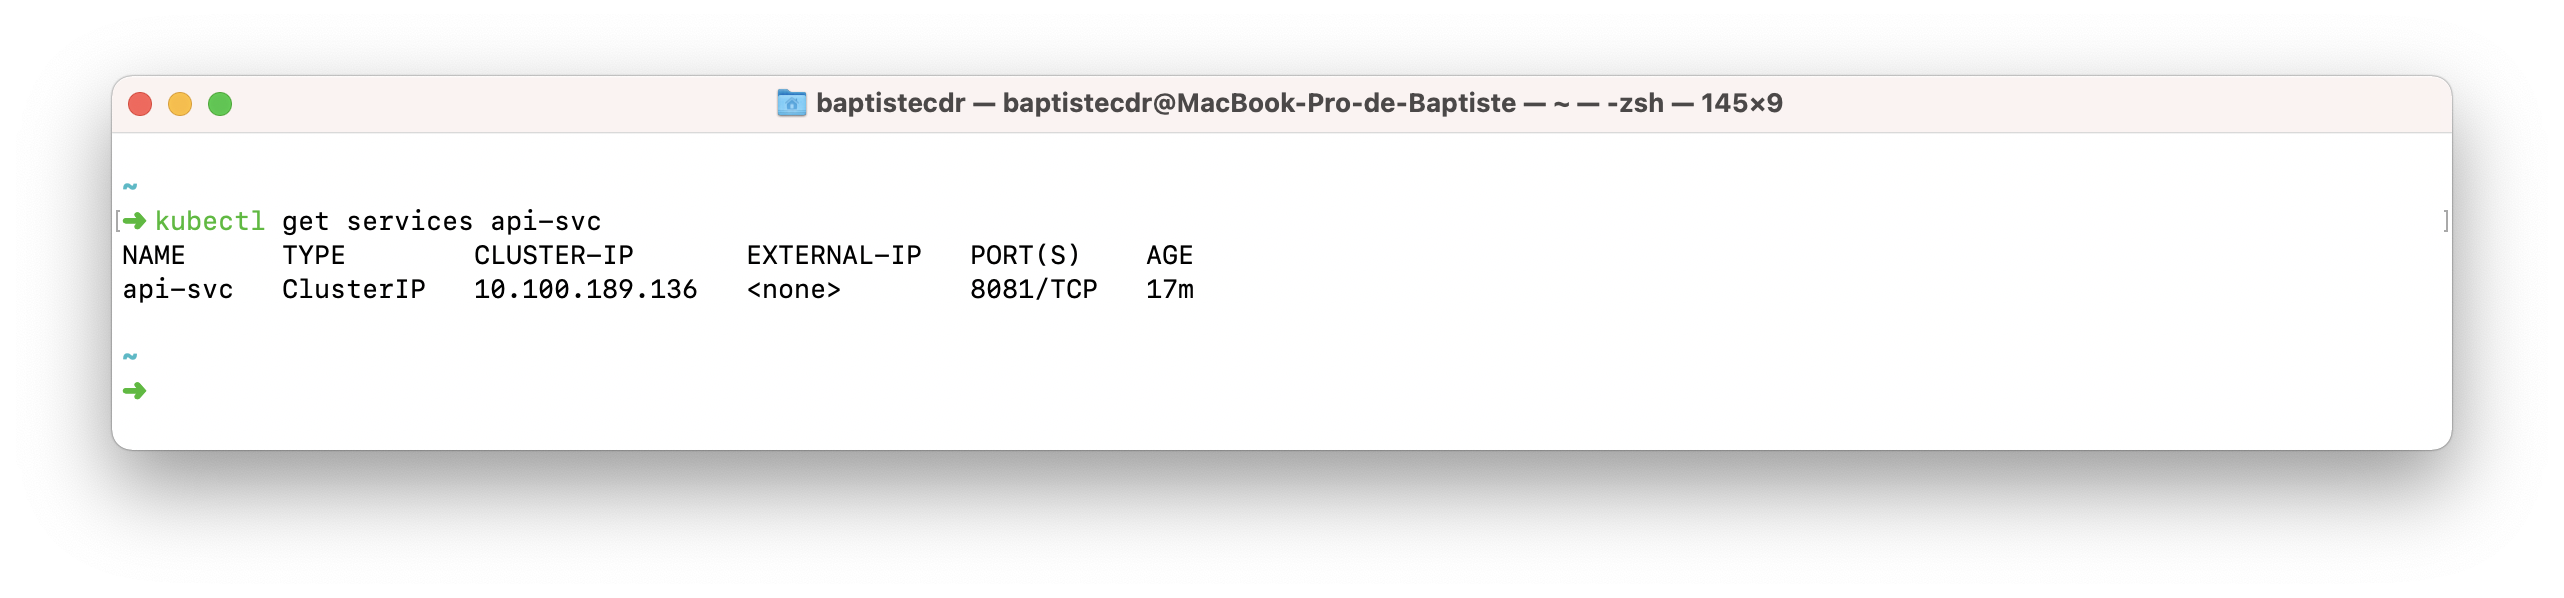 baptistecdr — baptistecdr@MacBook-Pro-de-Baptiste — ~ — -zsh — 145×9
~
[➜ kubectl get services api-svc ]
NAME TYPE CLUSTER-IP EXTERNAL-IP PORT(S) AGE
api-svc ClusterIP 10.100.189.136 <none> 8081/TCP 17m
~
➜